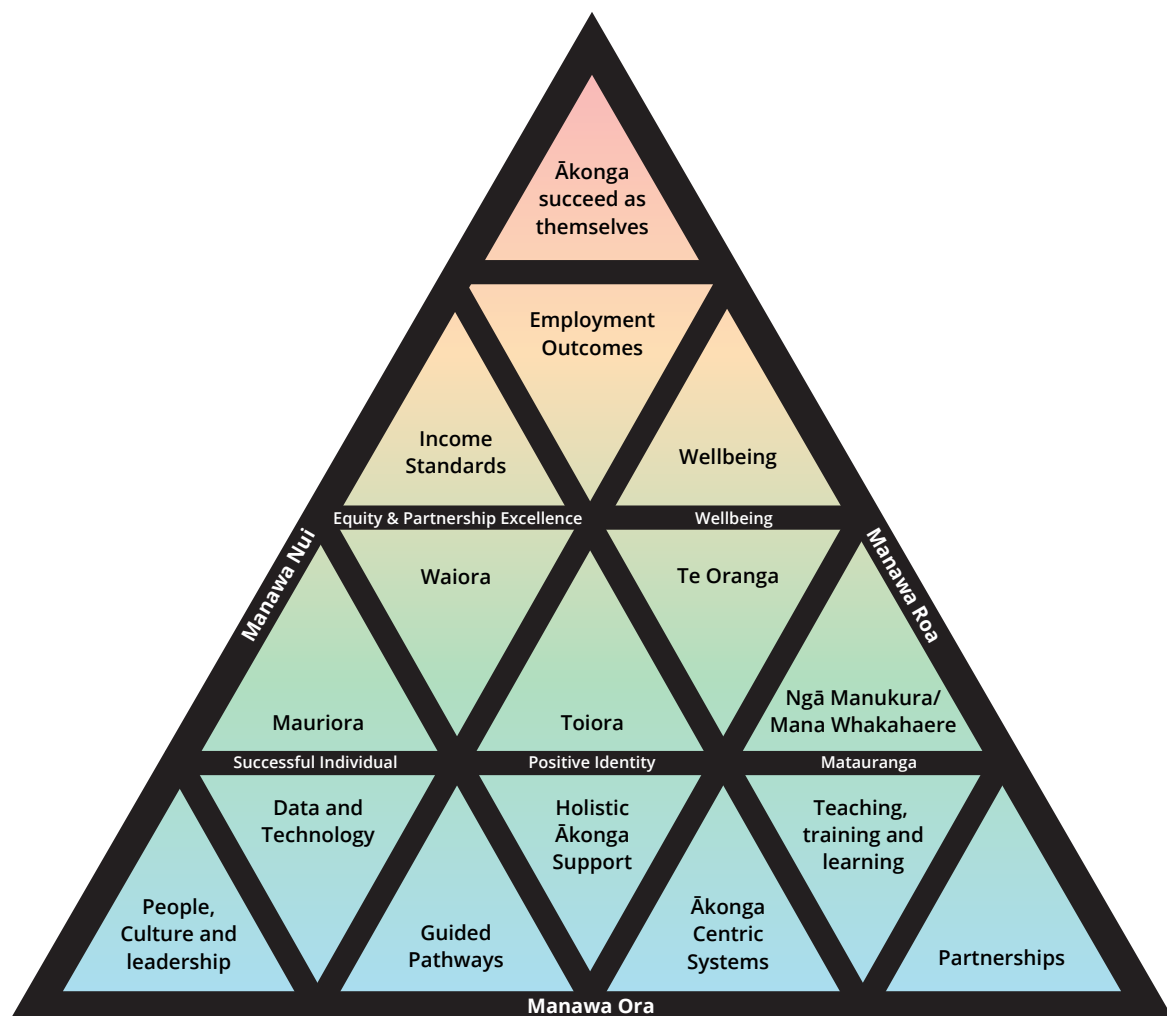 Ākonga
succeed as
themselves
Employment
Outcomes
Income
Standards
Wellbeing
Equity & Partnership Excellence
Wellbeing
Manawa Nui
Manawa Roa
Waiora
Te Oranga
Mauriora
Toiora
Ngā Manukura/
Mana Whakahaere
Successful Individual
Positive Identity
Matauranga
Data and
Technology
Holistic
Ākonga
Support
Teaching,
training and
learning
People,
Culture and
leadership
Guided
Pathways
Ākonga
Centric
Systems
Partnerships
Manawa Ora